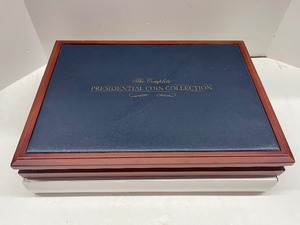 The Complete
PRESIDENTIAL COIN COLLECTION